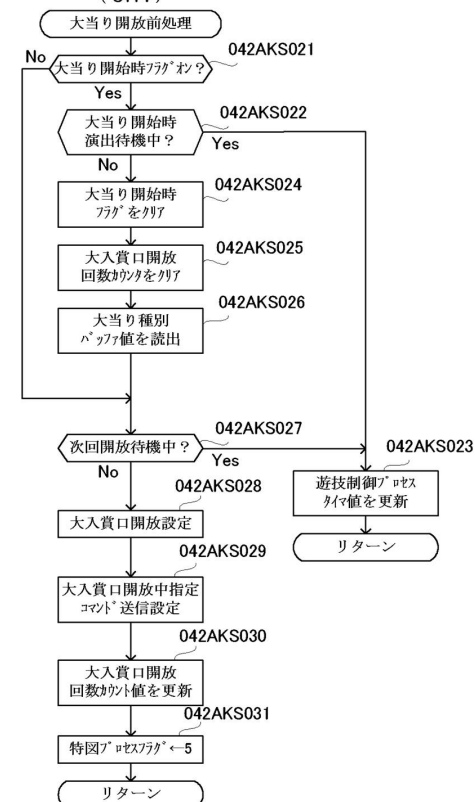 大当り開放前処理
042AKS021
No
大当り開始時ﾌﾗｸﾞｵﾝ？
Yes
042AKS022
大当り開始時
演出待機中？
Yes
No
042AKS024
大当り開始時
ﾌﾗｸﾞをｸﾘｱ
042AKS025
大入賞口開放
回数ｶｳﾝﾀをｸﾘｱ
042AKS026
大当り種別
ﾊﾞｯﾌｧ値を読出
042AKS027
次回開放待機中？
Yes
No
042AKS023
遊技制御ﾌﾟﾛｾｽ
ﾀｲﾏ値を更新
リターン
042AKS028
大入賞口開放設定
042AKS029
大入賞口開放中指定
ｺﾏﾝﾄﾞ送信設定
042AKS030
大入賞口開放
回数ｶｳﾝﾄ値を更新
042AKS031
特図ﾌﾟﾛｾｽﾌﾗｸﾞ←5
リターン